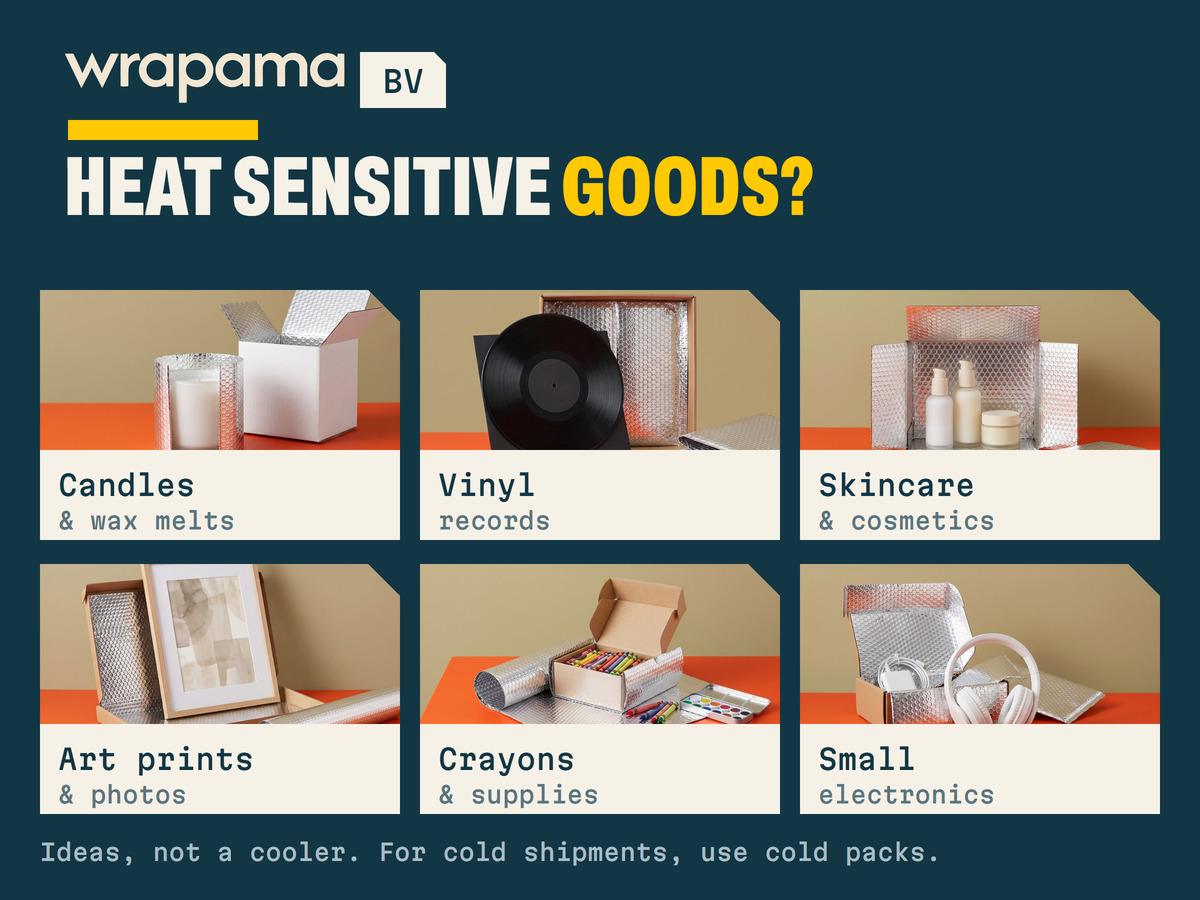 wrapama BV
HEAT SENSITIVE GOODS?
Candles
& wax melts
Vinyl
records
Skincare
& cosmetics
Art prints
& photos
Crayons
& supplies
Small
electronics
Ideas, not a cooler. For cold shipments, use cold packs.